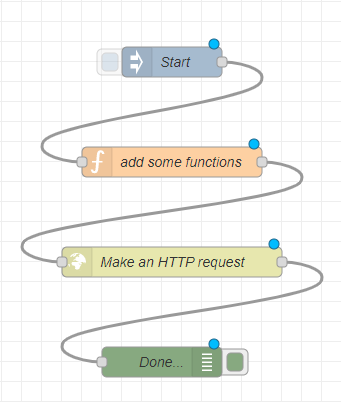 Start
add some functions
Make an HTTP request
Done...